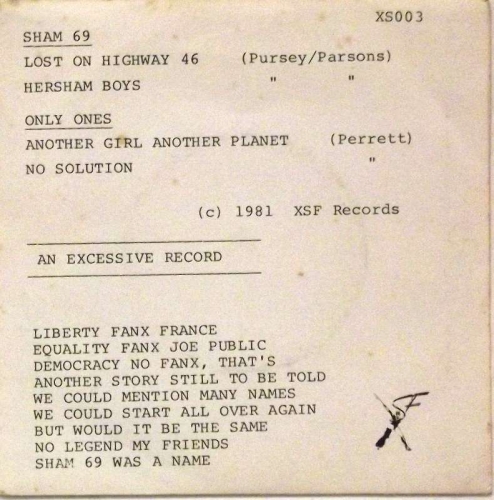 XS003
SHAM 69
LOST ON HIGHWAY 46 (Pursey/Parsons)
HERSHAM BOYS " "
ONLY ONES
ANOTHER GIRL ANOTHER PLANET (Perrett)
NO SOLUTION "
(c) 1981 XSF Records
AN EXCESSIVE RECORD
LIBERTY FANX FRANCE
EQUALITY FANX JOE PUBLIC
DEMOCRACY NO FANX, THAT'S
ANOTHER STORY STILL TO BE TOLD
WE COULD MENTION MANY NAMES
WE COULD START ALL OVER AGAIN
BUT WOULD IT BE THE SAME
NO LEGEND MY FRIENDS
SHAM 69 WAS A NAME